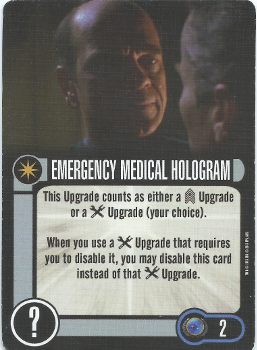 EMERGENCY MEDICAL HOLOGRAM
This Upgrade counts as either a Upgrade
or a Upgrade (your choice).
When you use a Upgrade that requires
you to disable it, you may disable this card
instead of that Upgrade.
?
2